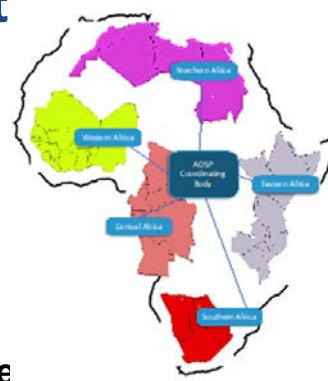 t
Northern Africa
Western Africa
AOSP
Coordinating
Body
Eastern Africa
Central Africa
Southern Africa
e